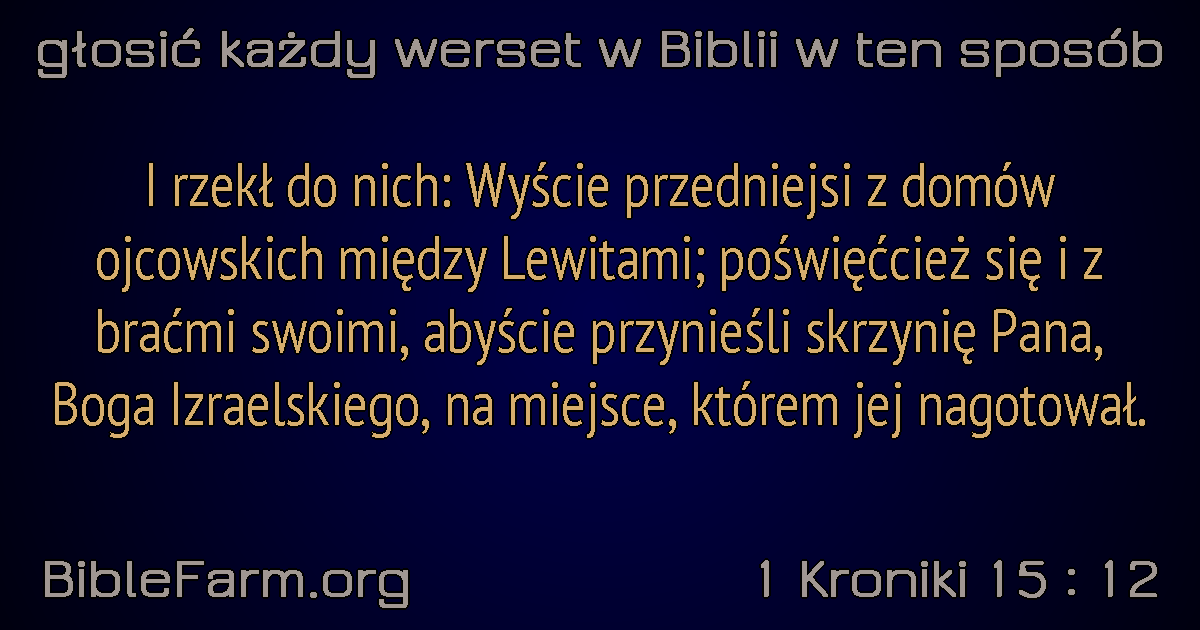 głosić każdy werset w Biblii w ten sposób
I rzekł do nich: Wyście przedniejsi z domów
ojcowskich między Lewitami; poświęćcież się i z
braćmi swoimi, abyście przynieśli skrzynię Pana,
Boga Izraelskiego, na miejsce, którem jej nagotował.
BibleFarm.org
1 Kroniki 15 : 12